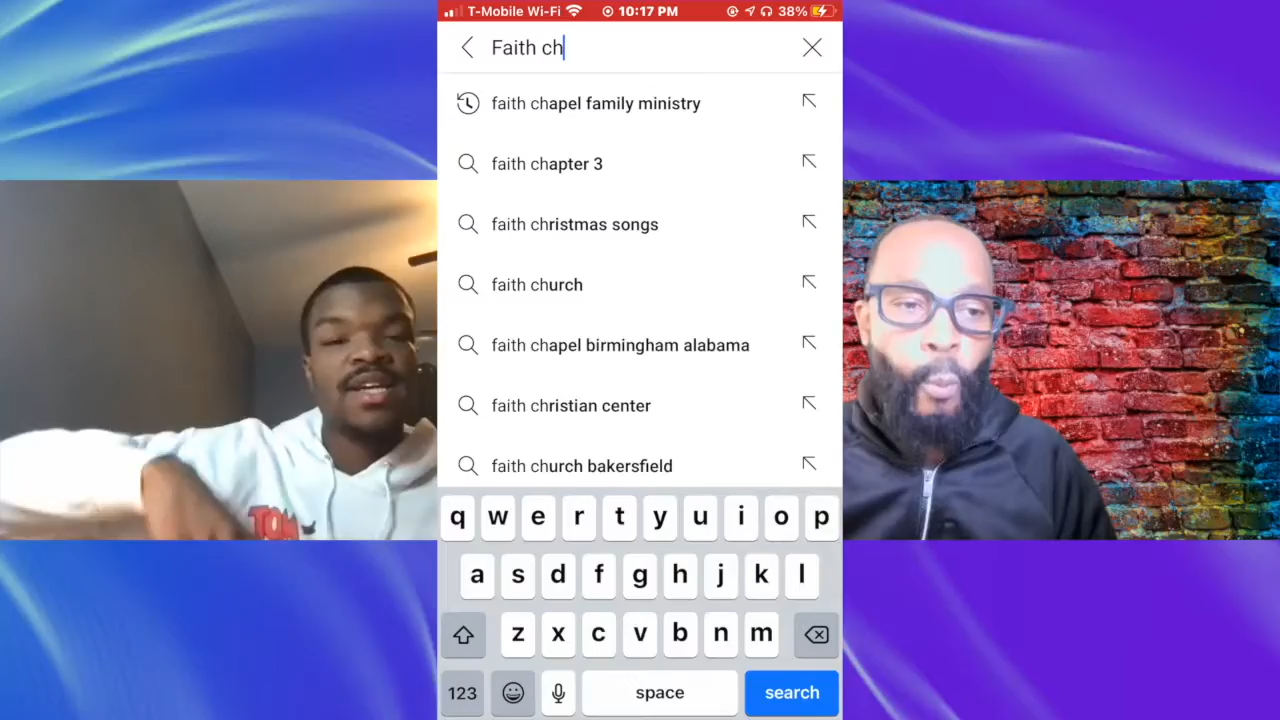 T-Mobile Wi-Fi 10:17 PM 38%
Faith ch
faith chapel family ministry
faith chapter 3
faith christmas songs
faith church
faith chapel birmingham alabama
faith christian center
faith church bakersfield
q w e r t y u i o p
a s d f g h j k l
z x c v b n m
123 space search
TOM